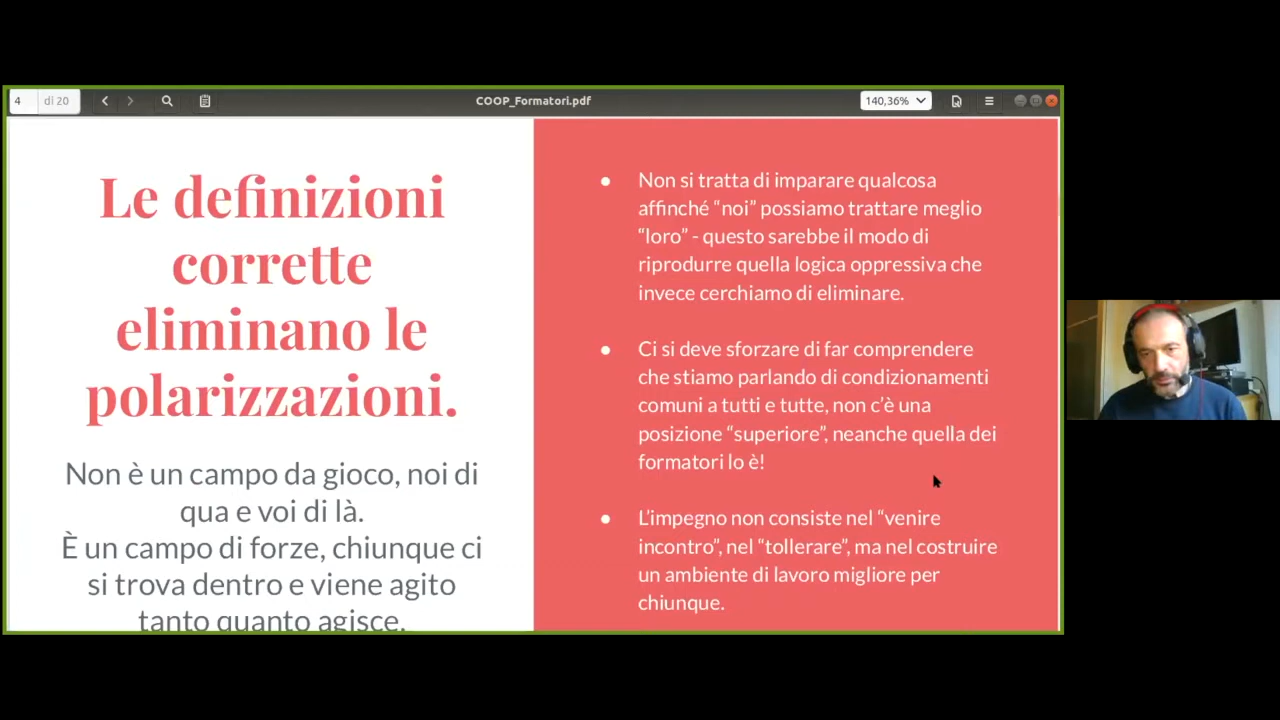 4
di 20
COOP_Formatori.pdf
140,36%
Le definizioni
corrette
eliminano le
polarizzazioni.
Non è un campo da gioco, noi di
qua e voi di là.
È un campo di forze, chiunque ci
si trova dentro e viene agito
tanto quanto agisce.
● Non si tratta di imparare qualcosa
affinché “noi” possiamo trattare meglio
“loro” - questo sarebbe il modo di
riprodurre quella logica oppressiva che
invece cerchiamo di eliminare.
● Ci si deve sforzare di far comprendere
che stiamo parlando di condizionamenti
comuni a tutti e tutte, non c’è una
posizione “superiore”, neanche quella dei
formatori lo è!
● L’impegno non consiste nel “venire
incontro”, nel “tollerare”, ma nel costruire
un ambiente di lavoro migliore per
chiunque.